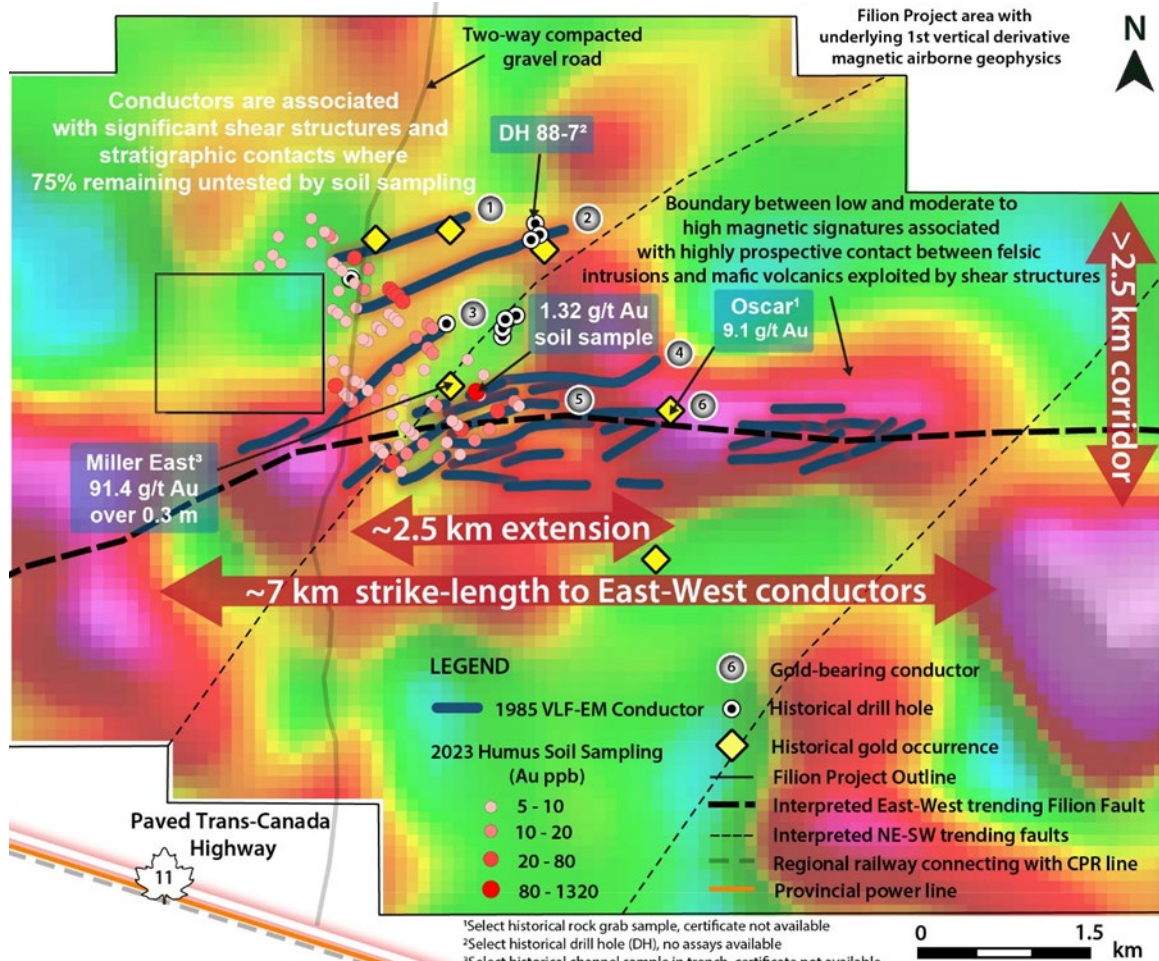 Filion Project area with
underlying 1st vertical derivative
magnetic airborne geophysics
N
Two-way compacted
gravel road
Conductors are associated
with significant shear structures and
stratigraphic contacts where
75% remaining untested by soil sampling
DH 88-7²
1
2
Boundary between low and moderate to
high magnetic signatures associated
with highly prospective contact between felsic
intrusions and mafic volcanics exploited by shear structures
>2.5 km corridor
3
1.32 g/t Au
soil sample
Oscar¹
9.1 g/t Au
4
5
6
Miller East³
91.4 g/t Au
over 0.3 m
~2.5 km extension
~7 km strike-length to East-West conductors
LEGEND
1985 VLF-EM Conductor
2023 Humus Soil Sampling
(Au ppb)
5 - 10
10 - 20
20 - 80
80 - 1320
6
Gold-bearing conductor
Historical drill hole
Historical gold occurrence
Filion Project Outline
Interpreted East-West trending Filion Fault
Interpreted NE-SW trending faults
Regional railway connecting with CPR line
Provincial power line
Paved Trans-Canada
Highway
11
¹Select historical rock grab sample, certificate not available
²Select historical drill hole (DH), no assays available
³Select historical channel sample in trench, certificate not available
0 1.5
km